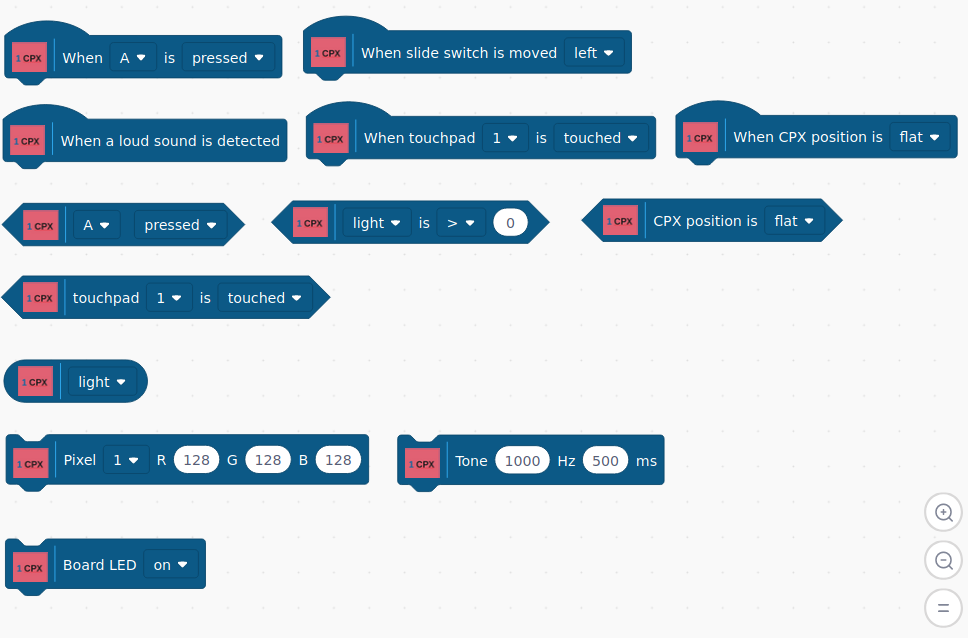 1 CPX When A is pressed
1 CPX When slide switch is moved left
1 CPX When a loud sound is detected
1 CPX When touchpad 1 is touched
1 CPX When CPX position is flat
1 CPX A pressed
1 CPX light is > 0
1 CPX CPX position is flat
1 CPX touchpad 1 is touched
1 CPX light
1 CPX Pixel 1 R 128 G 128 B 128
1 CPX Tone 1000 Hz 500 ms
1 CPX Board LED on